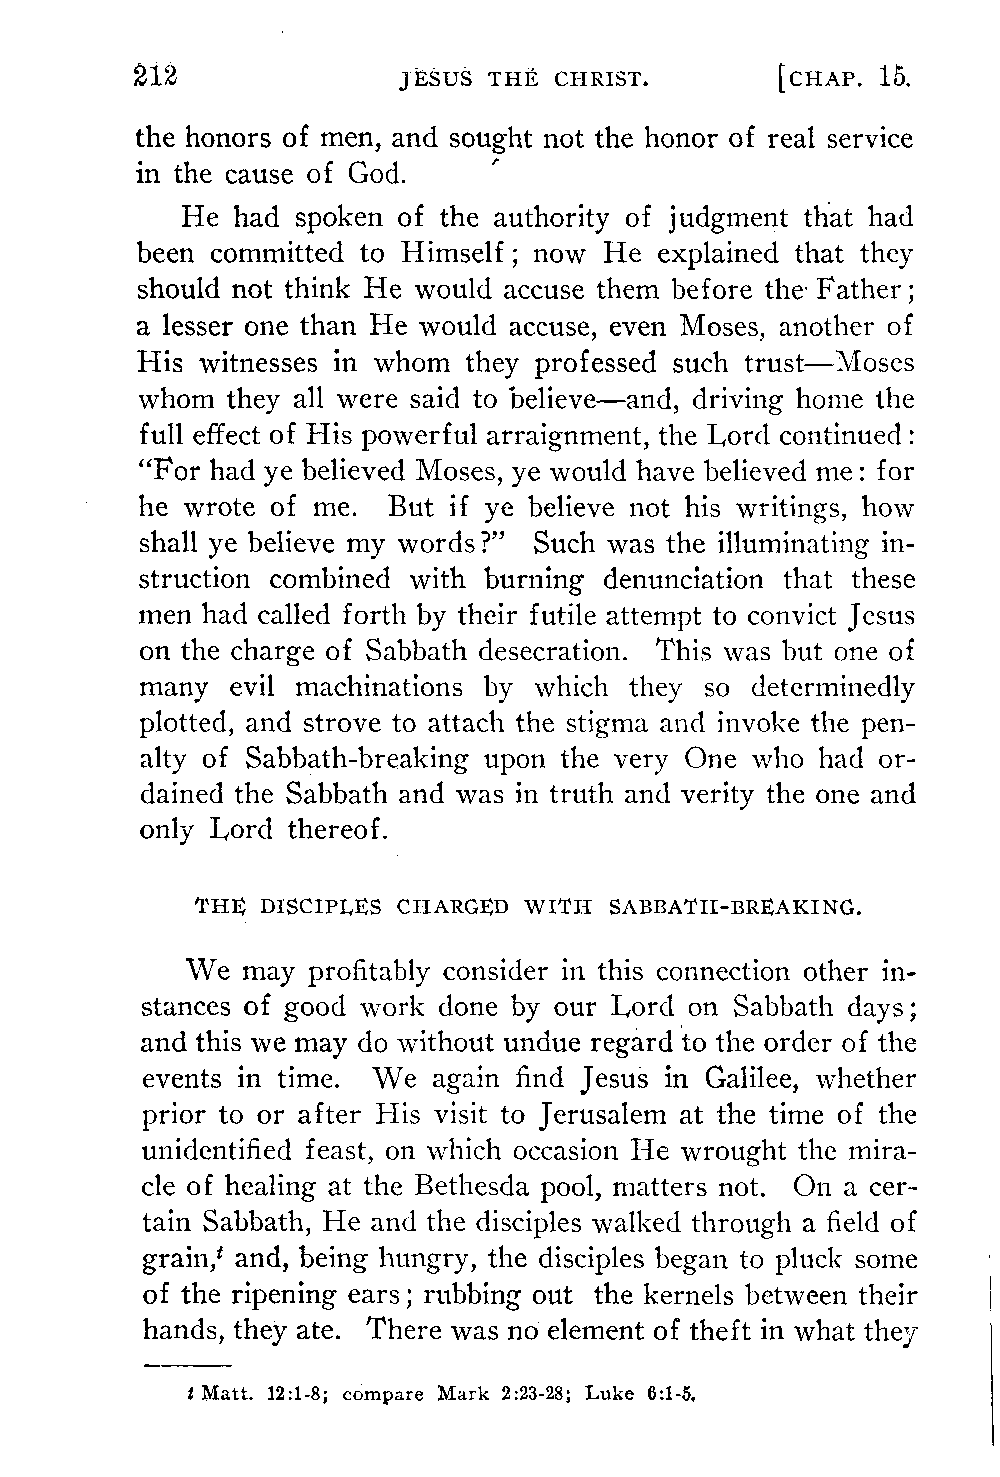 212 JESUS THE CHRIST. [CHAP. 15.
the honors of men, and sought not the honor of real service
in the cause of God.
He had spoken of the authority of judgment that had
been committed to Himself; now He explained that they
should not think He would accuse them before the Father;
a lesser one than He would accuse, even Moses, another of
His witnesses in whom they professed such trust—Moses
whom they all were said to believe—and, driving home the
full effect of His powerful arraignment, the Lord continued:
“For had ye believed Moses, ye would have believed me: for
he wrote of me. But if ye believe not his writings, how
shall ye believe my words?” Such was the illuminating in-
struction combined with burning denunciation that these
men had called forth by their futile attempt to convict Jesus
on the charge of Sabbath desecration. This was but one of
many evil machinations by which they so determinedly
plotted, and strove to attach the stigma and invoke the pen-
alty of Sabbath-breaking upon the very One who had or-
dained the Sabbath and was in truth and verity the one and
only Lord thereof.
THE DISCIPLES CHARGED WITH SABBATH-BREAKING.
We may profitably consider in this connection other in-
stances of good work done by our Lord on Sabbath days;
and this we may do without undue regard to the order of the
events in time. We again find Jesus in Galilee, whether
prior to or after His visit to Jerusalem at the time of the
unidentified feast, on which occasion He wrought the mira-
cle of healing at the Bethesda pool, matters not. On a cer-
tain Sabbath, He and the disciples walked through a field of
grain,t and, being hungry, the disciples began to pluck some
of the ripening ears; rubbing out the kernels between their
hands, they ate. There was no element of theft in what they
t Matt. 12:1-8; compare Mark 2:23-28; Luke 6:1-5.